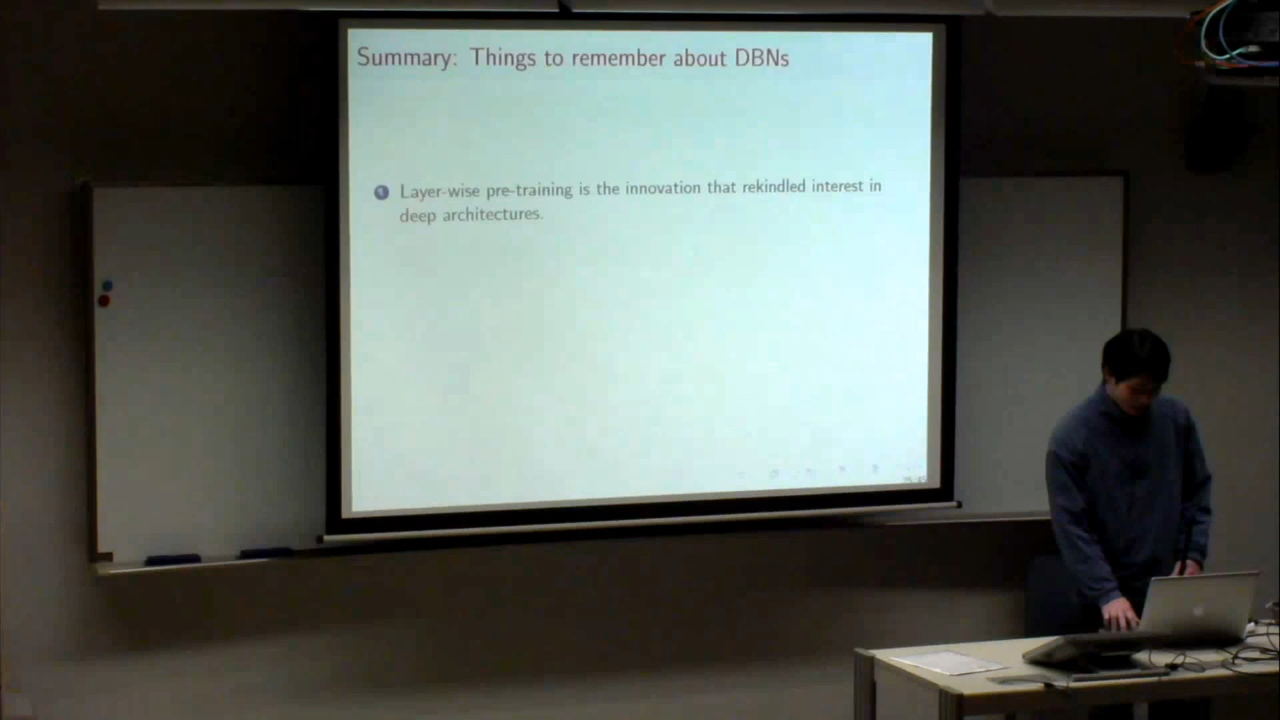 Summary: Things to remember about DBNs
1 Layer-wise pre-training is the innovation that rekindled interest in
deep architectures.